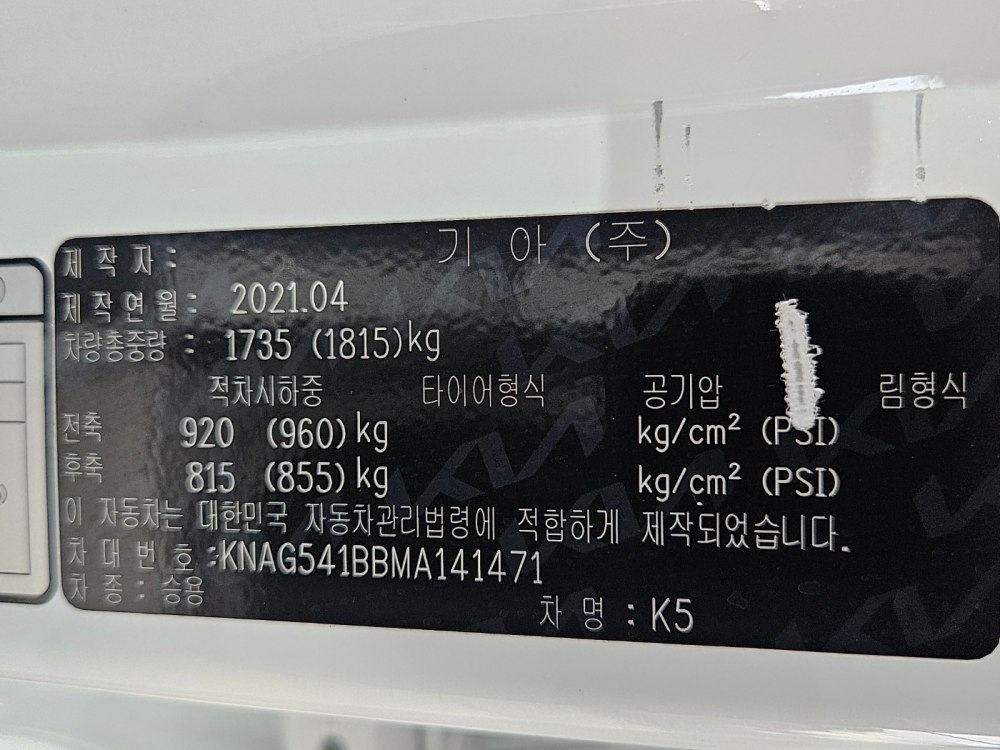 제작자 : 기아(주)
제작연월 : 2021.04
차량총중량 : 1735 (1815)kg
적차시하중 타이어형식 공기압 림형식
전축 920 (960)kg kg/cm² (PSI)
후축 815 (855)kg kg/cm² (PSI)
이 자동차는 대한민국 자동차관리법령에 적합하게 제작되었습니다.
차대번호 :KNAG541BBMA141471
차종 : 승용 차명 : K5